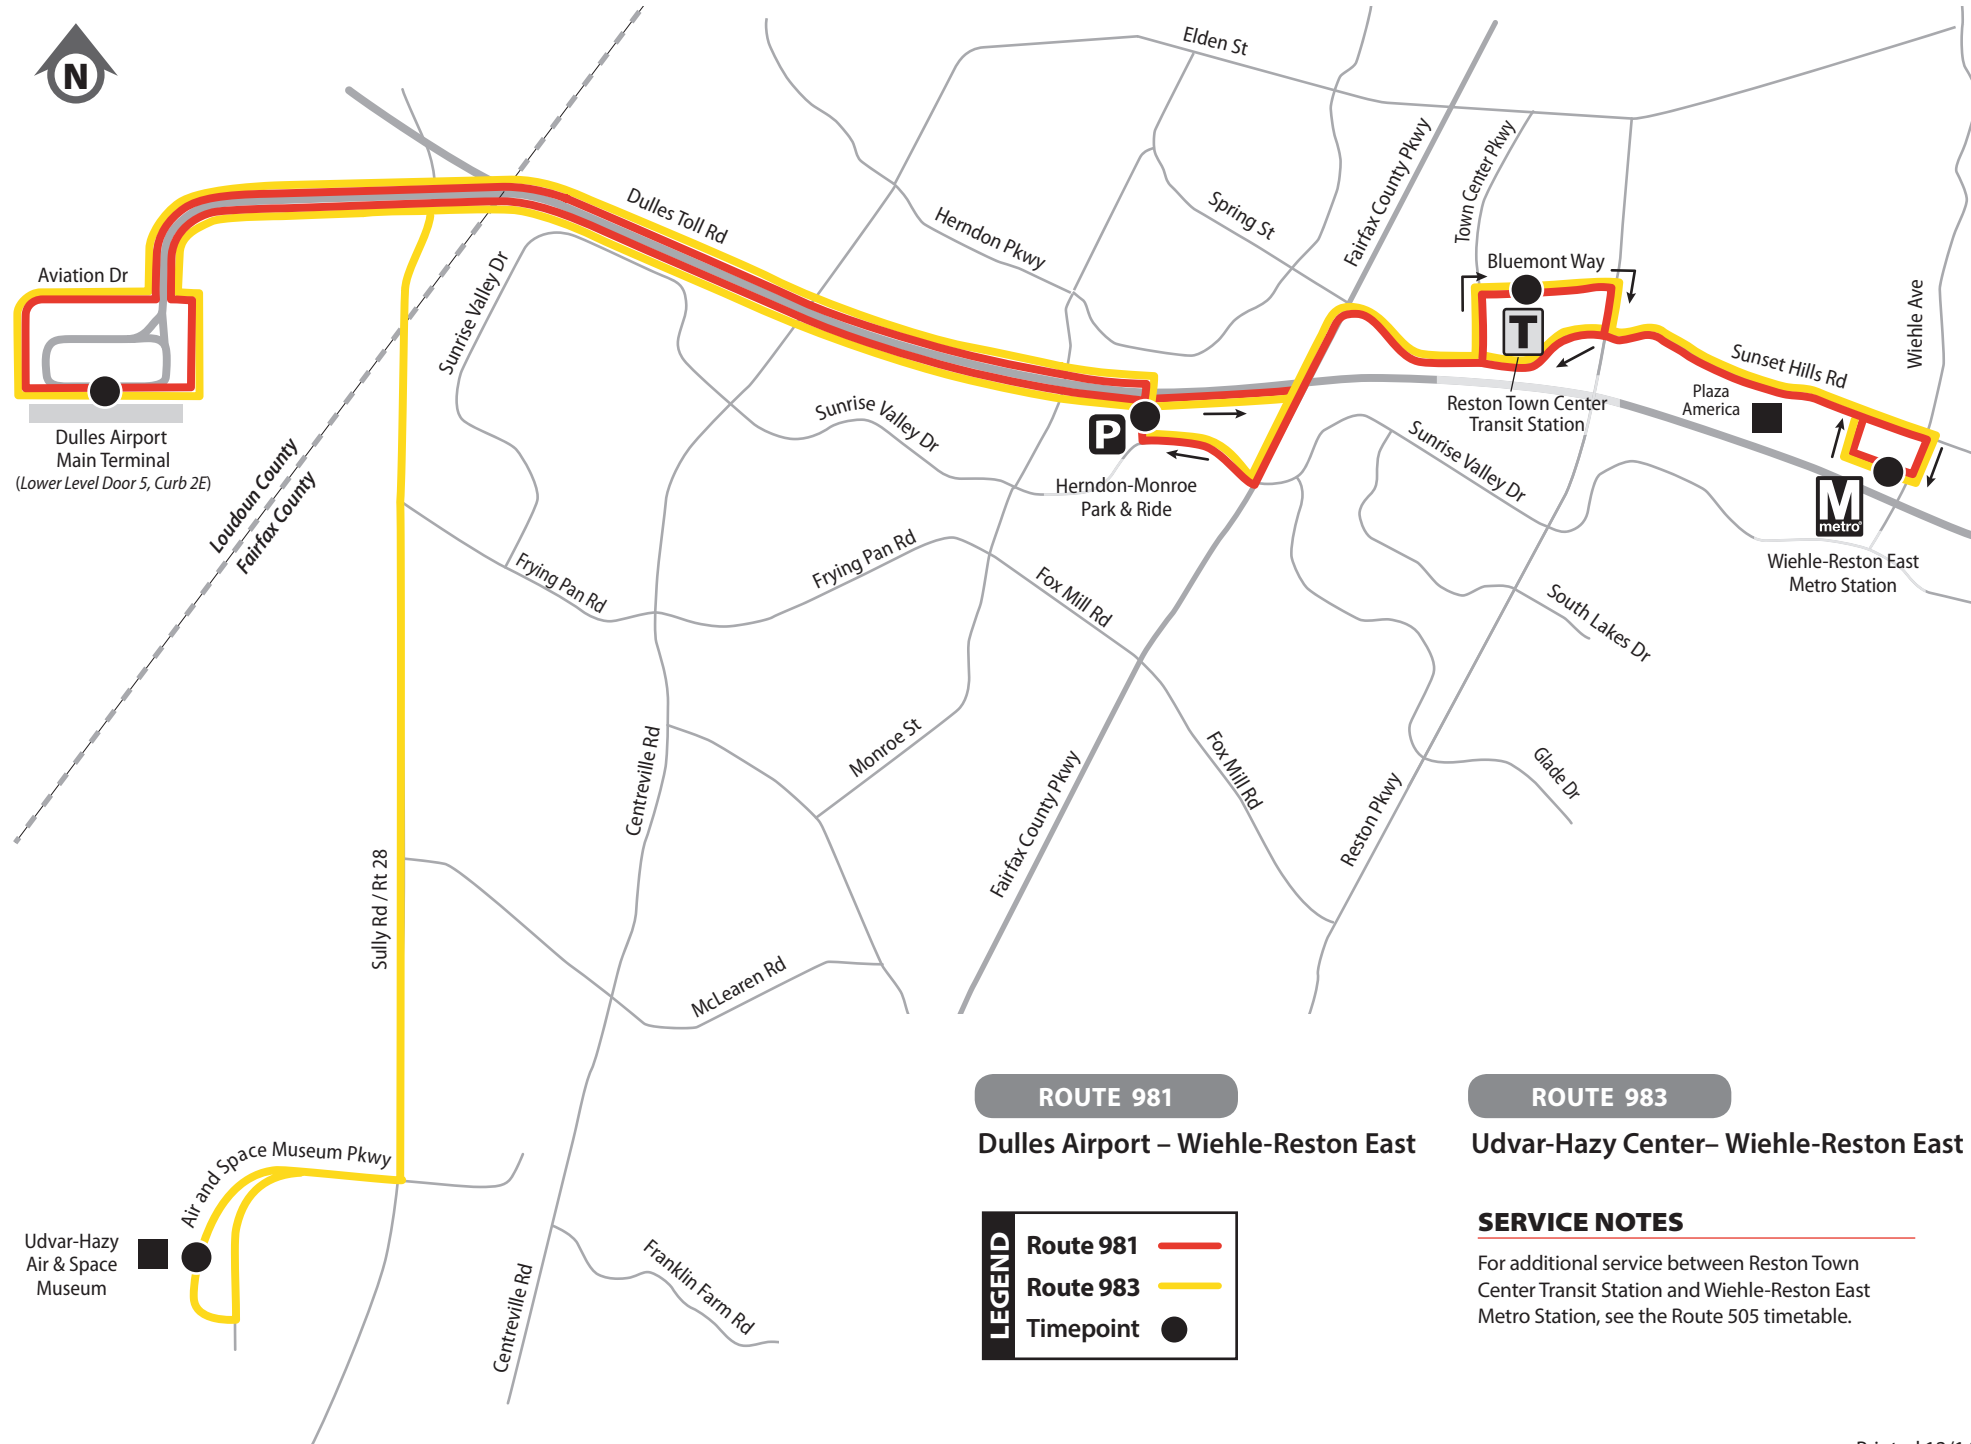 N
Elden St
Dulles Toll Rd
Herndon Pkwy
Spring St
Fairfax County Pkwy
Town Center Pkwy
Bluemont Way
T
Wiehle Ave
Aviation Dr
Sunrise Valley Dr
Sunset Hills Rd
Plaza
America
Reston Town Center
Transit Station
Sunrise Valley Dr
P
Herndon-Monroe
Park & Ride
Sunrise Valley Dr
M
metro
Wiehle-Reston East
Metro Station
Dulles Airport
Main Terminal
(Lower Level Door 5, Curb 2E)
Loudoun County
Fairfax County
Frying Pan Rd
Frying Pan Rd
Fox Mill Rd
South Lakes Dr
Centreville Rd
Monroe St
Fairfax County Pkwy
Fox Mill Rd
Reston Pkwy
Glade Dr
Sully Rd / Rt 28
McLearen Rd
Air and Space Museum Pkwy
Udvar-Hazy
Air & Space
Museum
Centreville Rd
Franklin Farm Rd
ROUTE 981
Dulles Airport – Wiehle-Reston East
ROUTE 983
Udvar-Hazy Center– Wiehle-Reston East
LEGEND
Route 981
Route 983
Timepoint
SERVICE NOTES
For additional service between Reston Town
Center Transit Station and Wiehle-Reston East
Metro Station, see the Route 505 timetable.